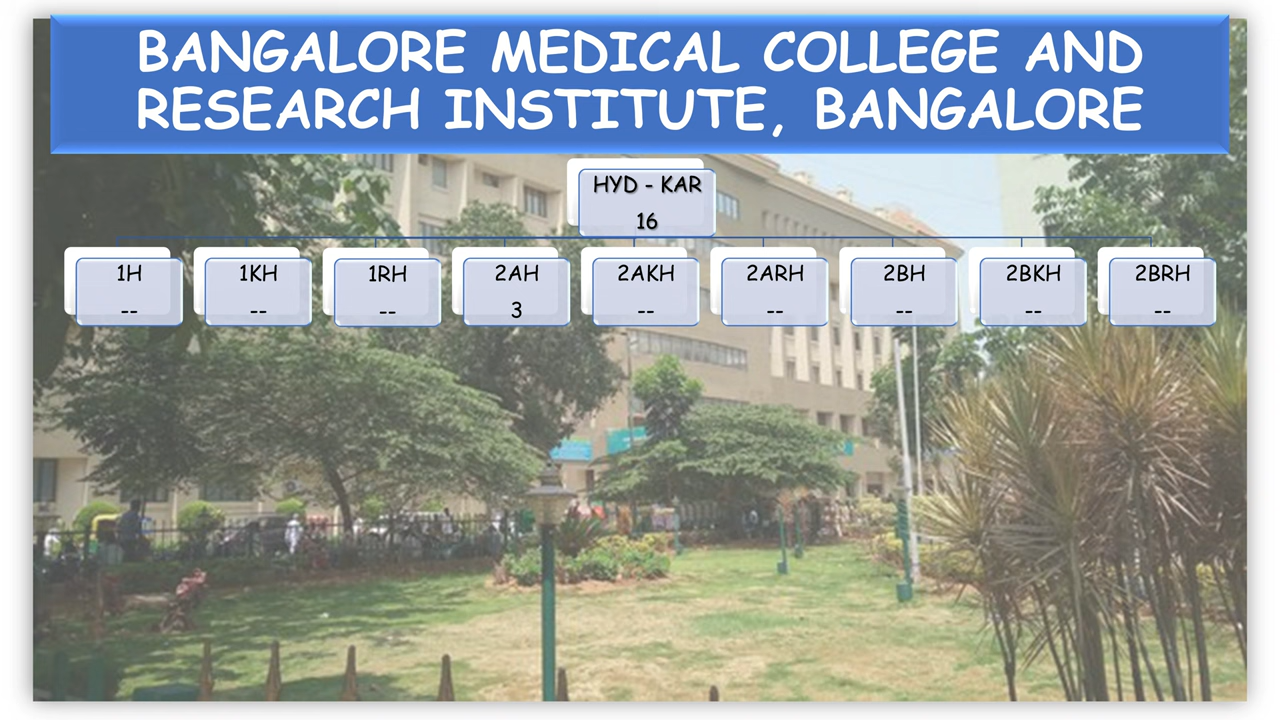 BANGALORE MEDICAL COLLEGE AND
RESEARCH INSTITUTE, BANGALORE
HYD - KAR
16
1H
--
1KH
--
1RH
--
2AH
3
2AKH
--
2ARH
--
2BH
--
2BKH
--
2BRH
--